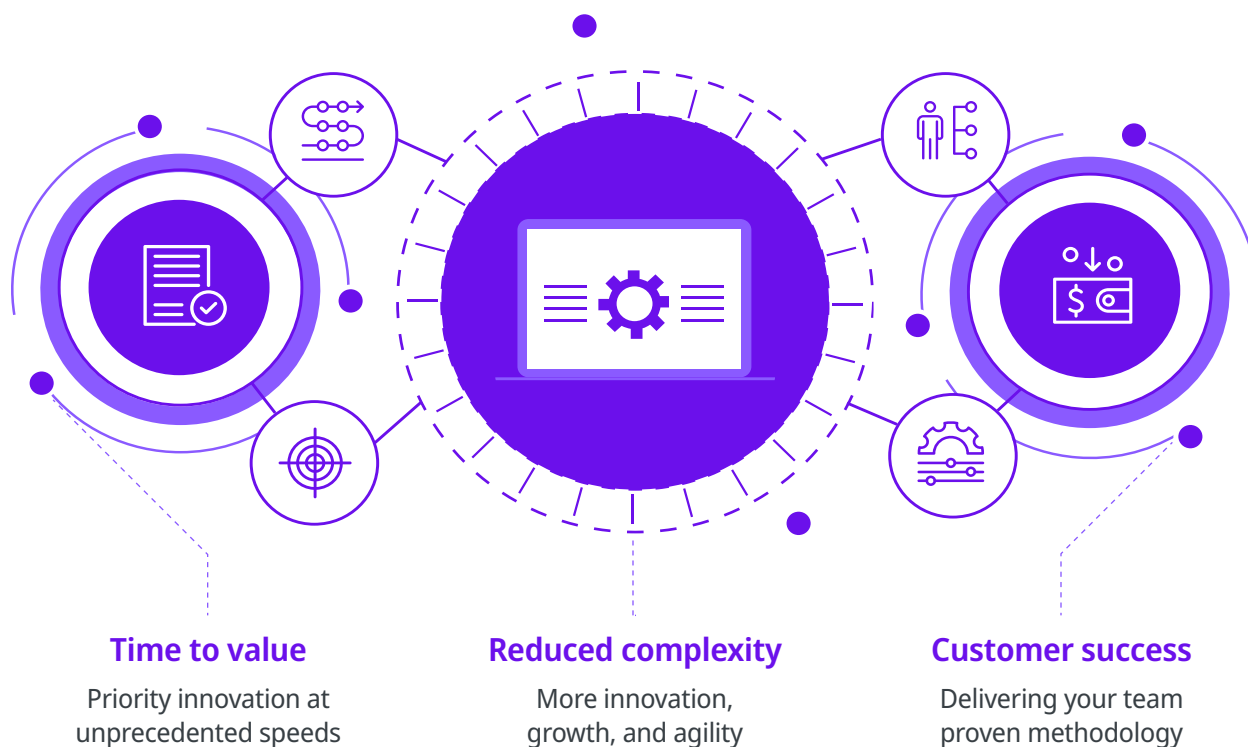 Time to value
Priority innovation at
unprecedented speeds
Reduced complexity
More innovation,
growth, and agility
Customer success
Delivering your team
proven methodology
$